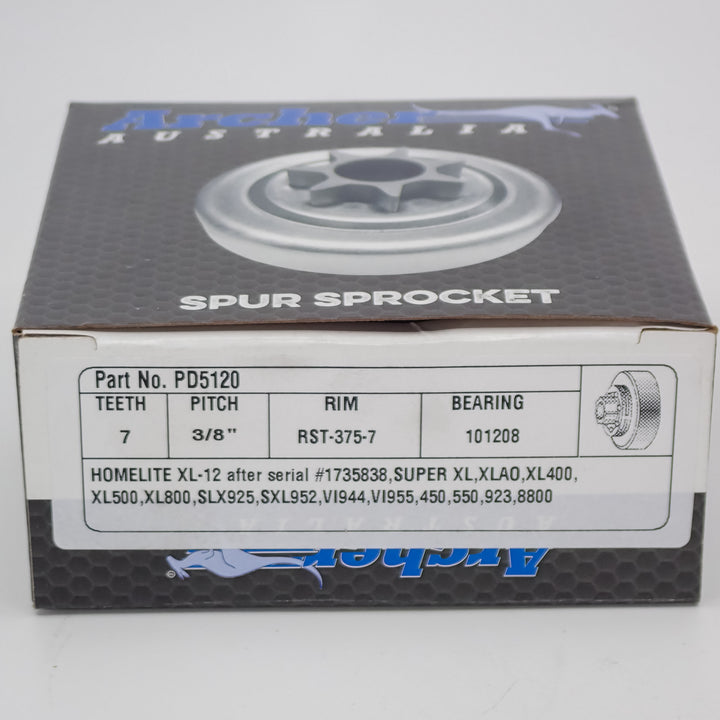 Archer
AUSTRALIA
SPUR SPROCKET
Part No. PD5120
TEETH PITCH RIM BEARING
7 3/8" RST-375-7 101208
HOMELITE XL-12 after serial #1735838,SUPER XL,XLAO,XL400,
XL500,XL800,SLX925,SXL952,VI944,VI955,450,550,923,8800
AUSTRALIA
Archer
©